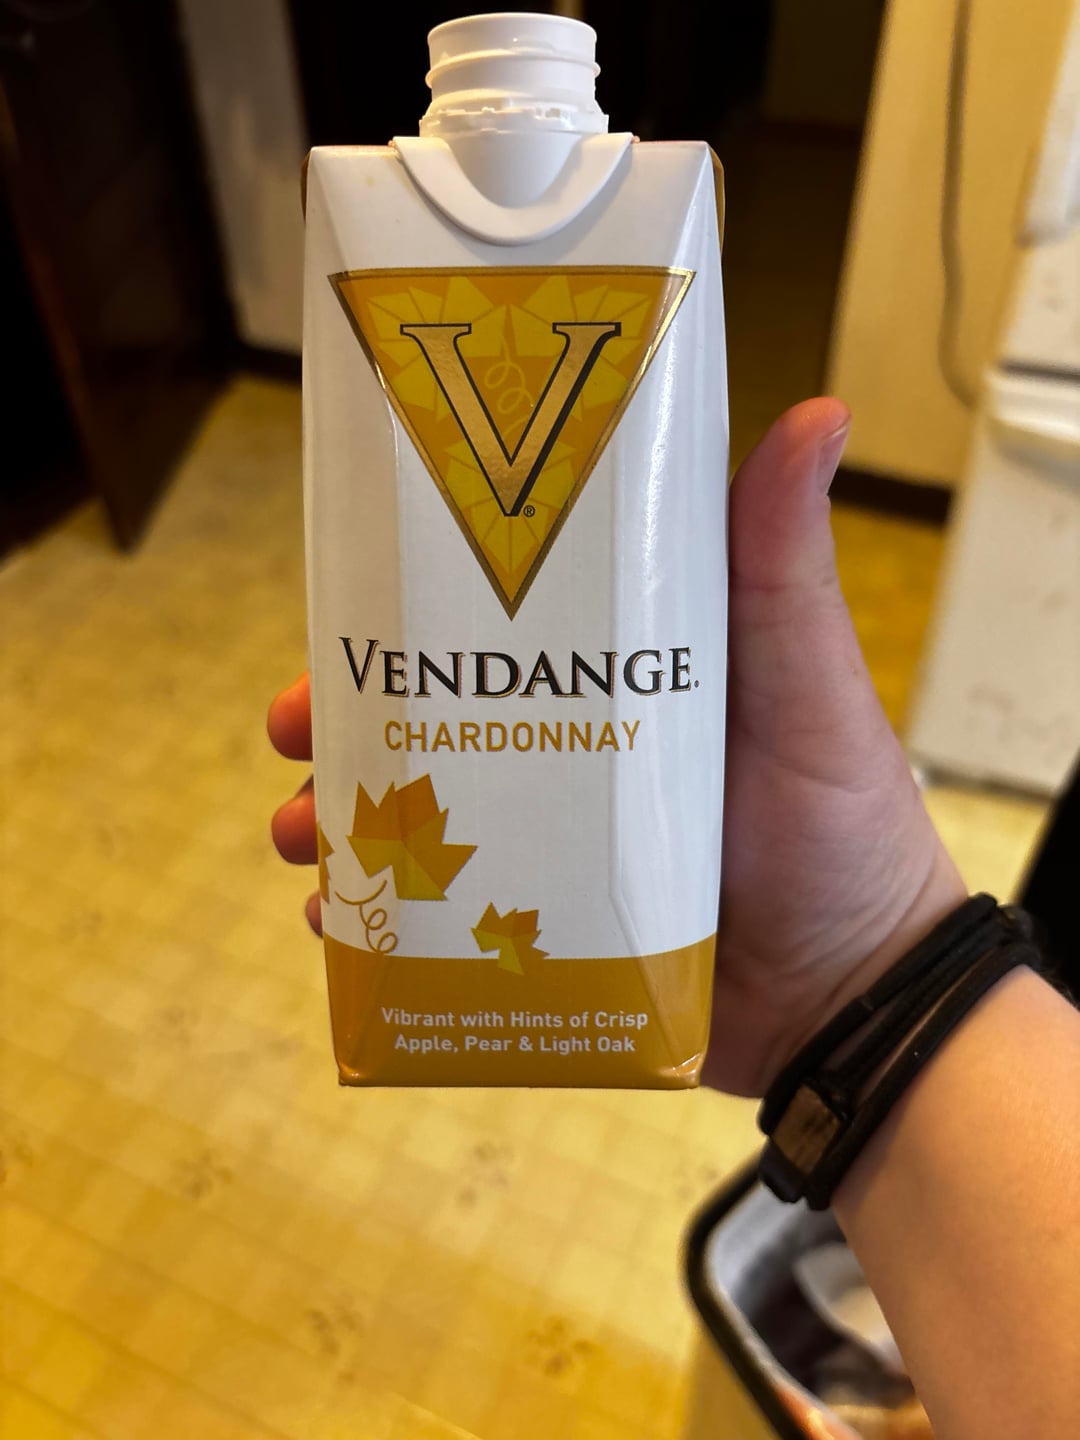 V®
VENDANGE.
CHARDONNAY
Vibrant with Hints of Crisp
Apple, Pear & Light Oak